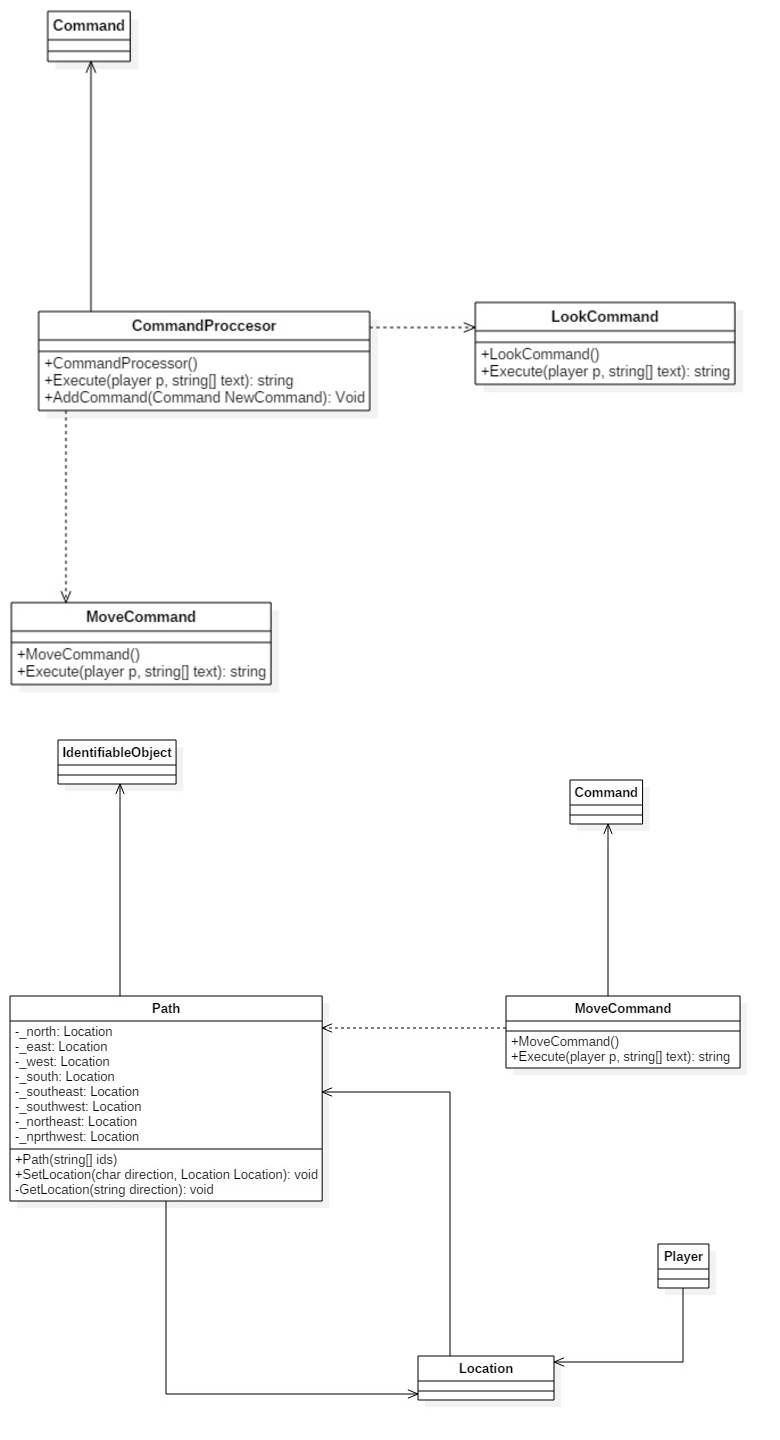 Command
CommandProccesor
+CommandProcessor()
+Execute(player p, string[] text): string
+AddCommand(Command NewCommand): Void
LookCommand
+LookCommand()
+Execute(player p, string[] text): string
MoveCommand
+MoveCommand()
+Execute(player p, string[] text): string
IdentifiableObject
Command
Path
-_north: Location
-_east: Location
-_west: Location
-_south: Location
-_southeast: Location
-_southwest: Location
-_northeast: Location
-_nprthwest: Location
+Path(string[] ids)
+SetLocation(char direction, Location Location): void
-GetLocation(string direction): void
MoveCommand
+MoveCommand()
+Execute(player p, string[] text): string
Player
Location